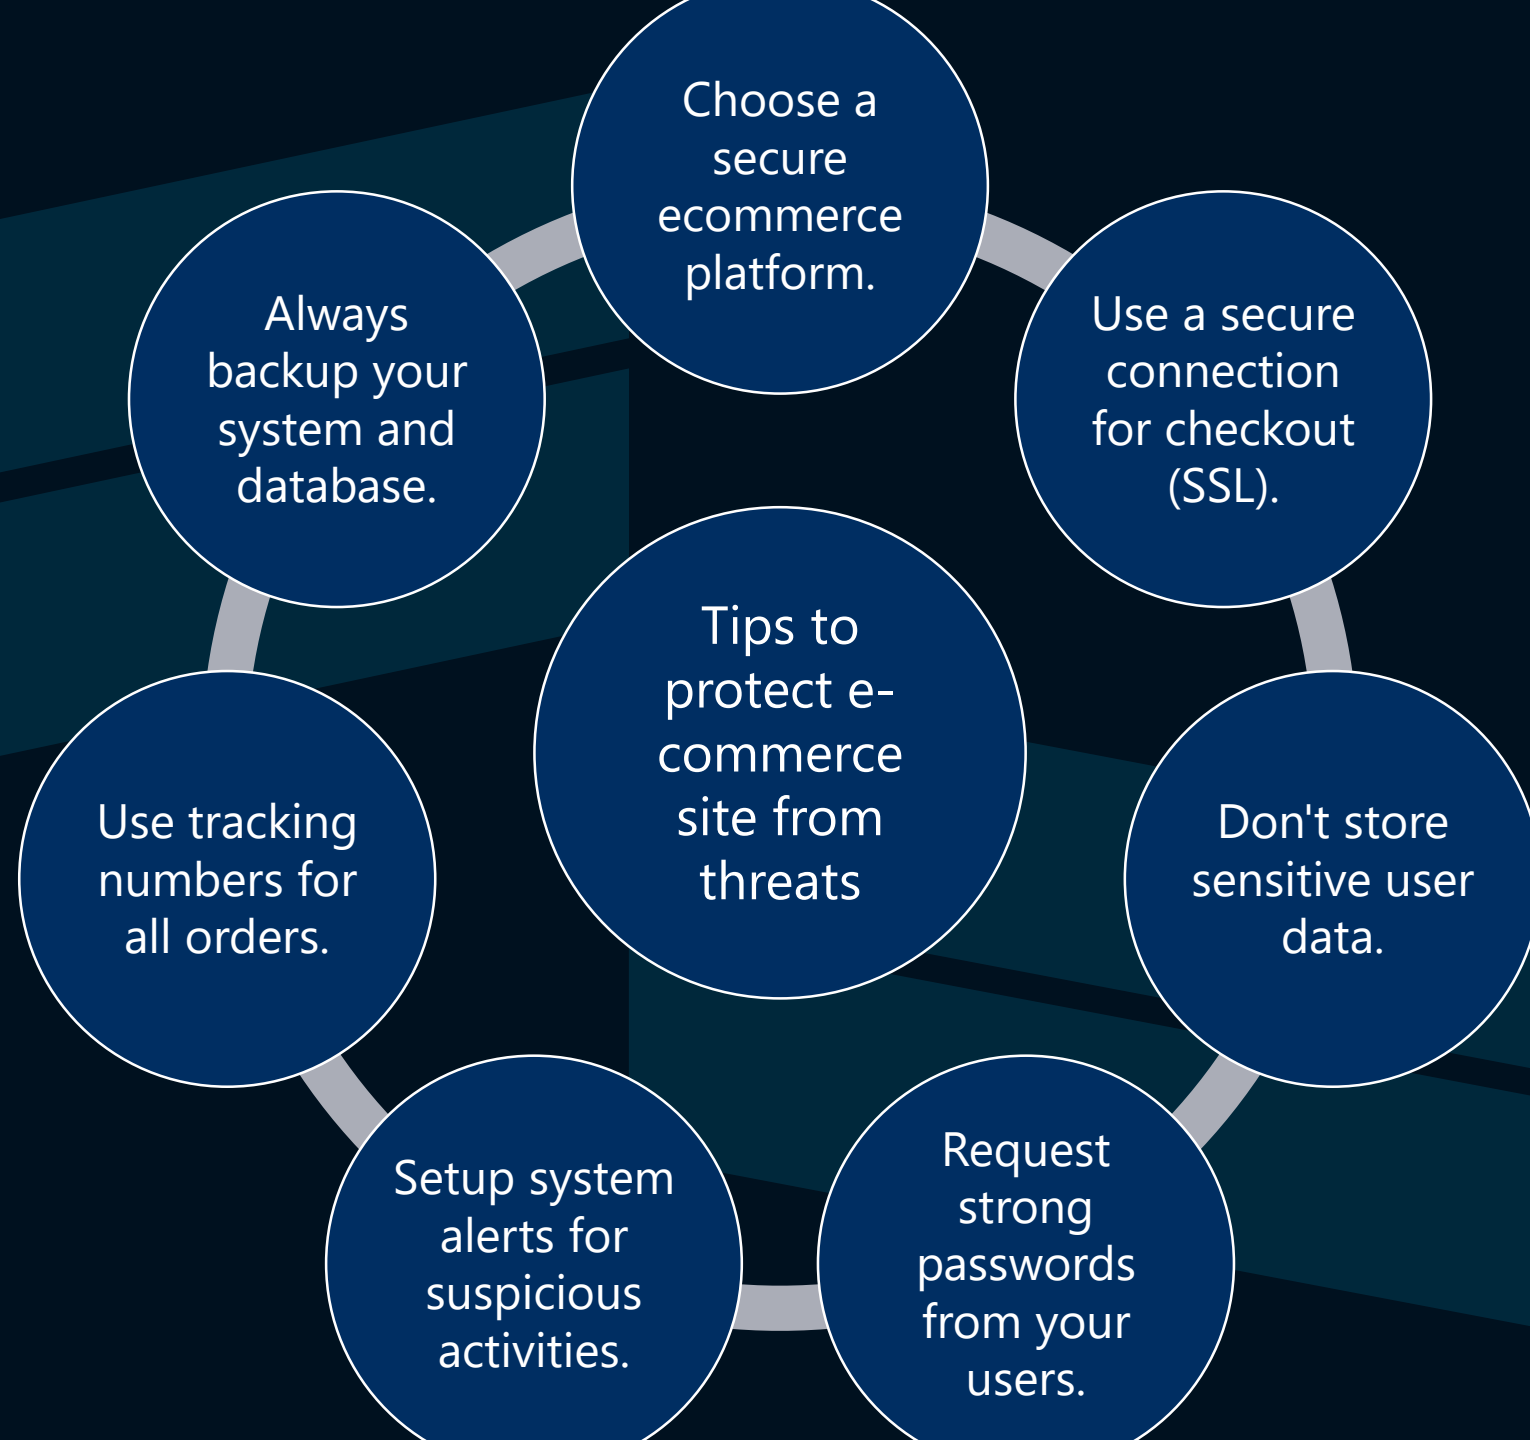 Choose a
secure
ecommerce
platform.
Use a secure
connection
for checkout
(SSL).
Don't store
sensitive user
data.
Request
strong
passwords
from your
users.
Setup system
alerts for
suspicious
activities.
Use tracking
numbers for
all orders.
Always
backup your
system and
database.
Tips to
protect e-
commerce
site from
threats